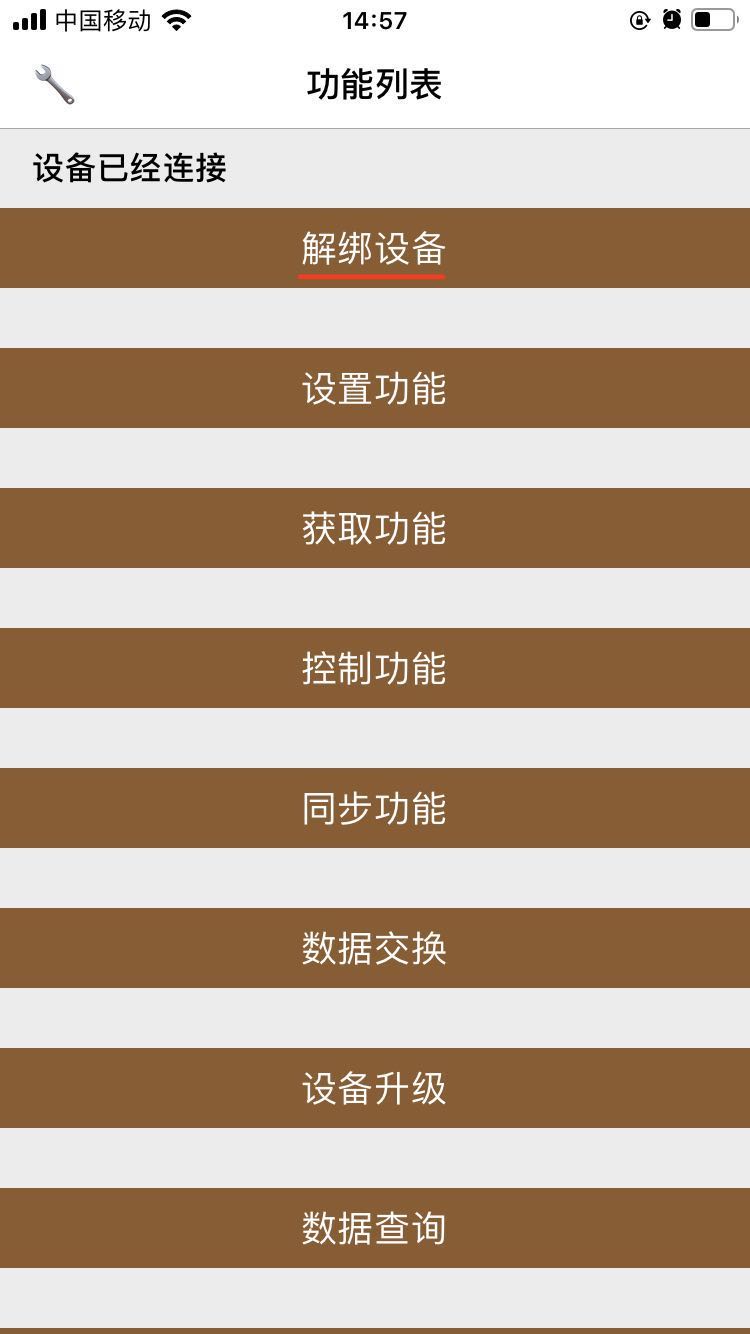 中国移动 14:57
功能列表
设备已经连接
解绑设备
设置功能
获取功能
控制功能
同步功能
数据交换
设备升级
数据查询